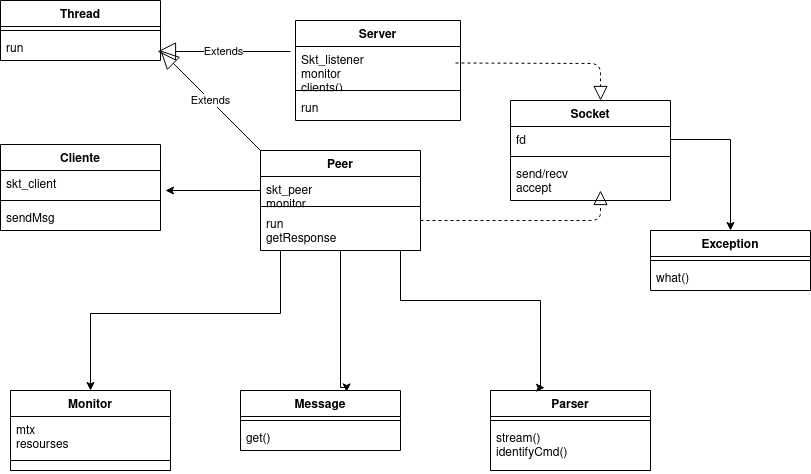 Thread
run
Extends
Server
Skt_listener
monitor
clients()
run
Extends
Socket
fd
send/recv
accept
Cliente
skt_client
sendMsg
Peer
skt_peer
monitor
run
getResponse
Exception
what()
Monitor
mtx
resourses
Message
get()
Parser
stream()
identifyCmd()